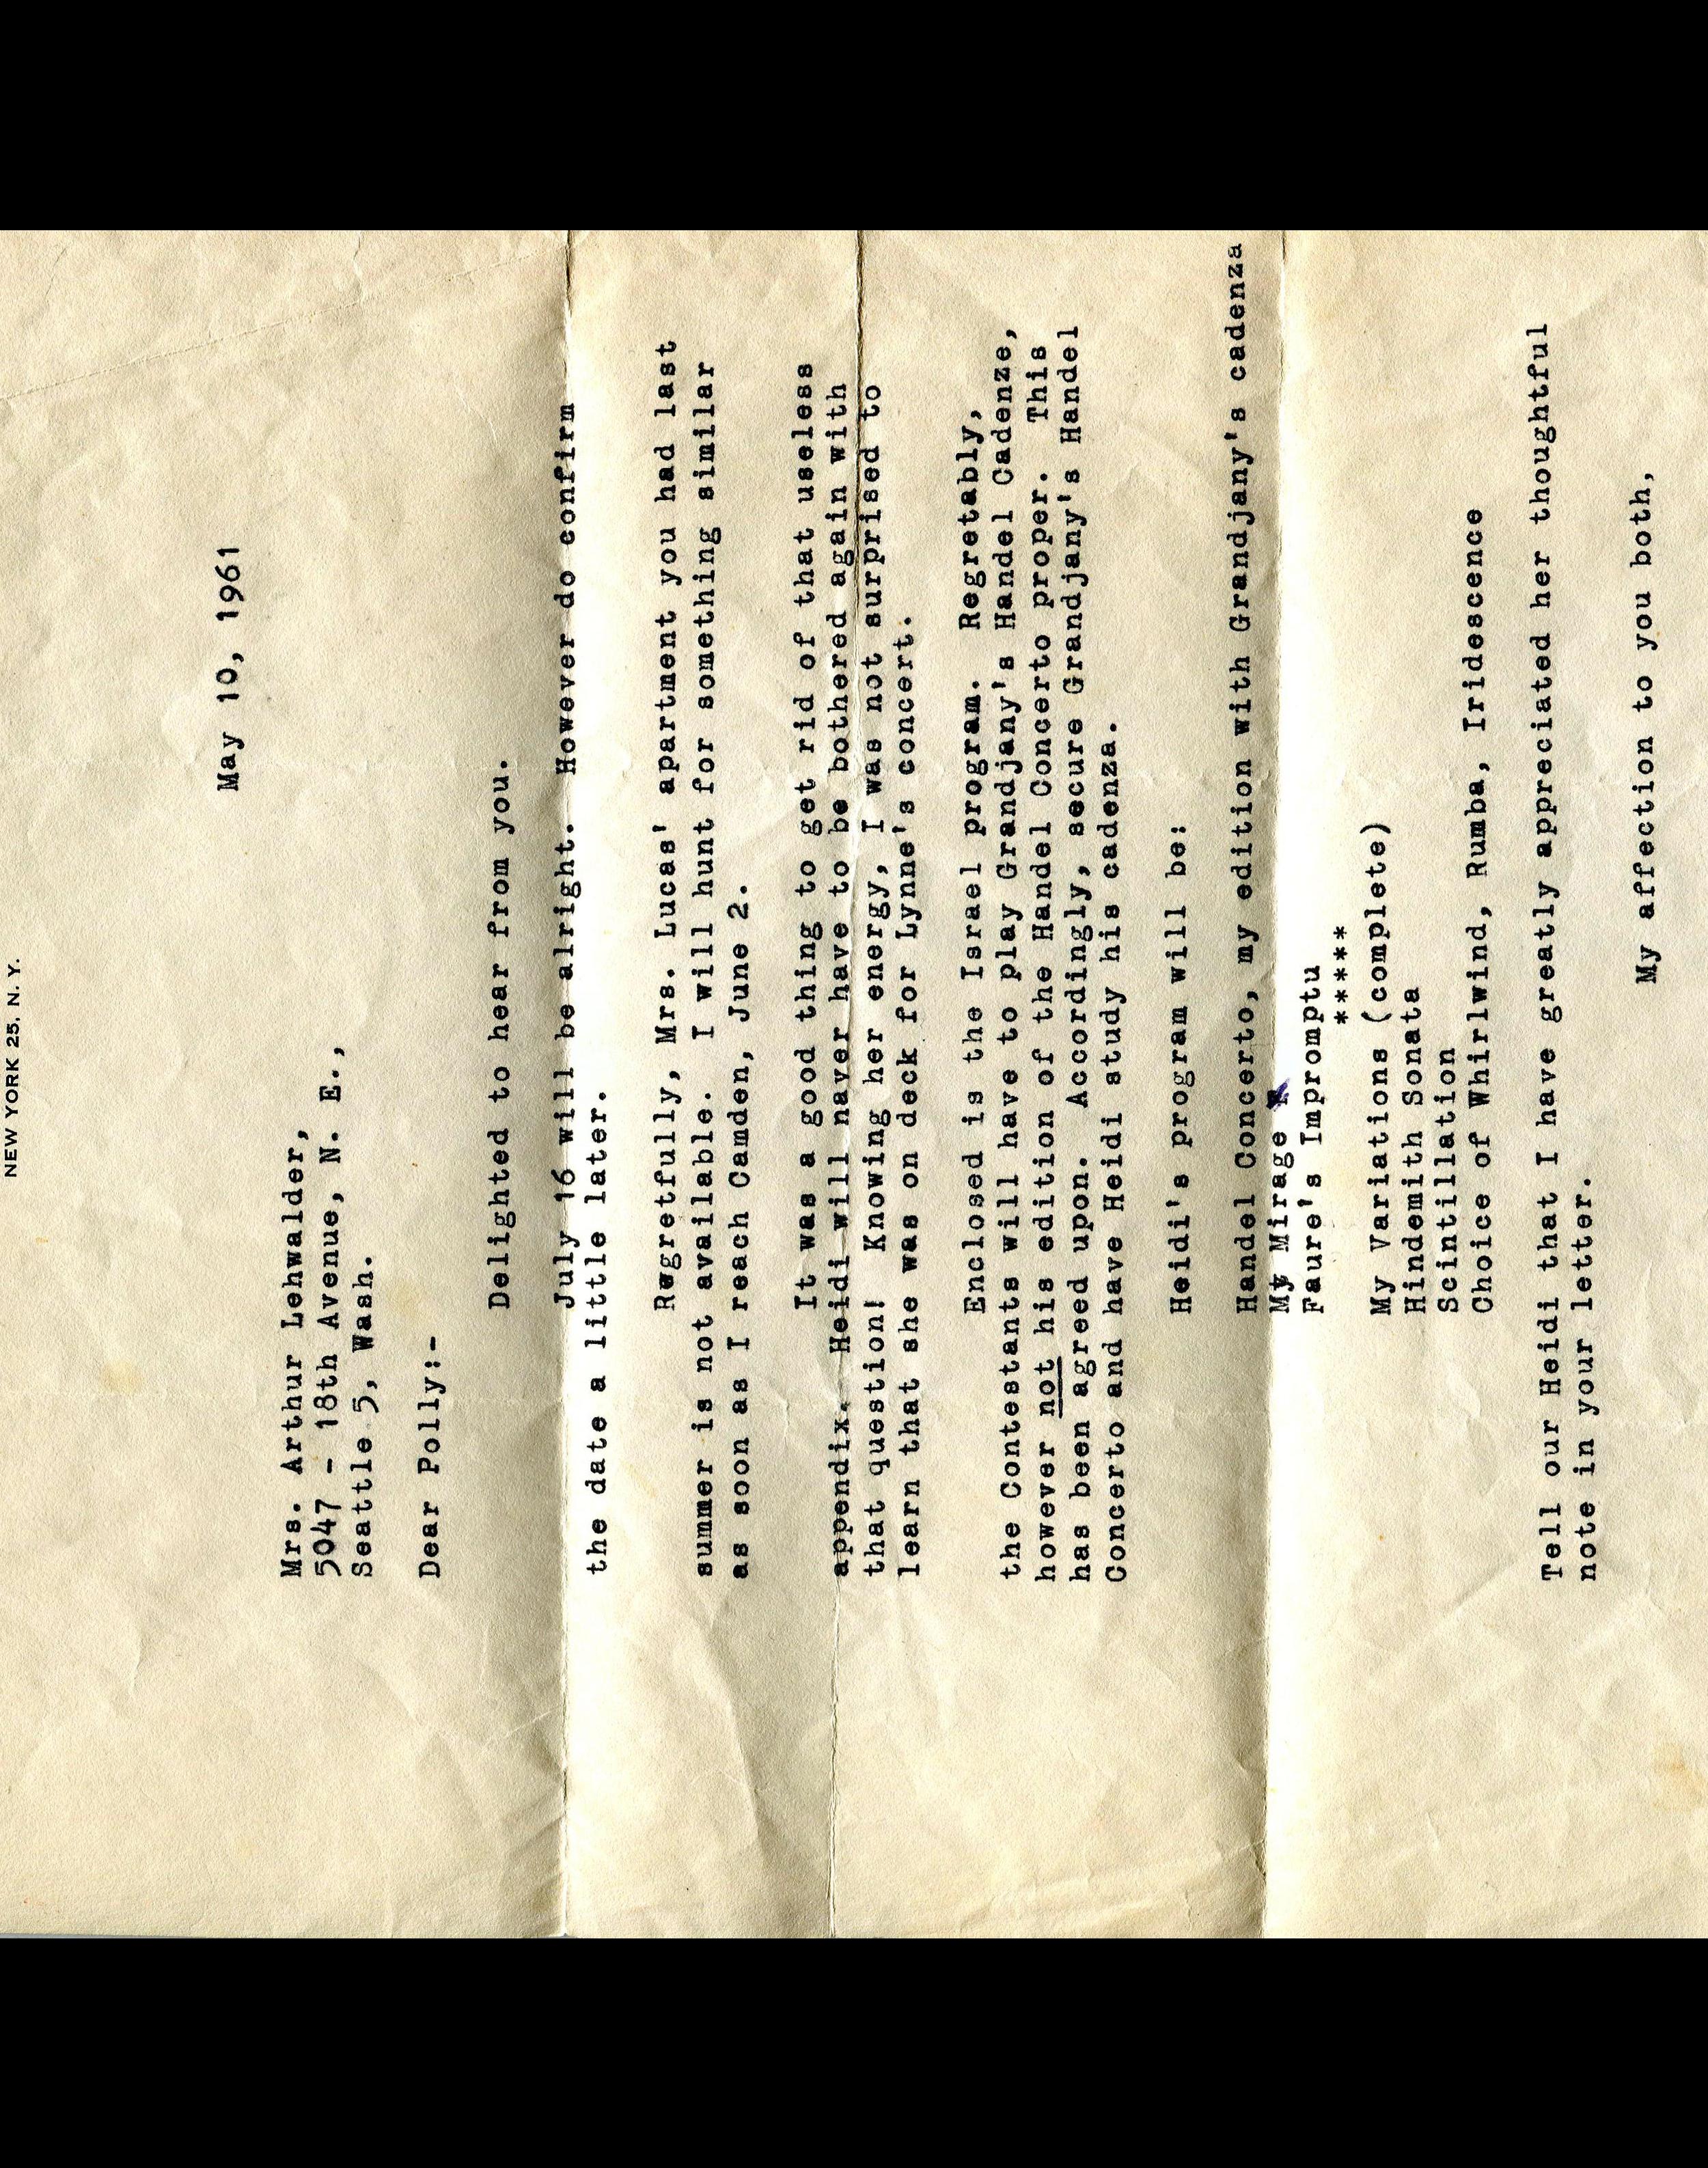 NEW YORK 25, N. Y.
May 10, 1961
Mrs. Arthur Lehwalder,
5047 - 18th Avenue, N. E.,
Seattle 5, Wash.
Dear Polly:-
Delighted to hear from you.
July 16 will be alright. However do confirm
the date a little later.
Regretfully, Mrs. Lucas' apartment you had last
summer is not available. I will hunt for something similar
as soon as I reach Camden, June 2.
It was a good thing to get rid of that useless
appendix. Heidi will naver have to be bothered again with
that question! Knowing her energy, I was not surprised to
learn that she was on deck for Lynne's concert.
Enclosed is the Israel program. Regretably,
the Contestants will have to play Grandjany's Handel Cadenze,
however not his edition of the Handel Concerto proper. This
has been agreed upon. Accordingly, secure Grandjany's Handel
Concerto and have Heidi study his cadenza.
Heidi's program will be:
Handel Concerto, my edition with Grandjany's cadenza
My Mirage
Faure's Impromptu
*****
My Variations (complete)
Hindemith Sonata
Scintillation
Choice of Whirlwind, Rumba, Iridescence
Tell our Heidi that I have greatly appreciated her thoughtful
note in your letter.
My affection to you both,